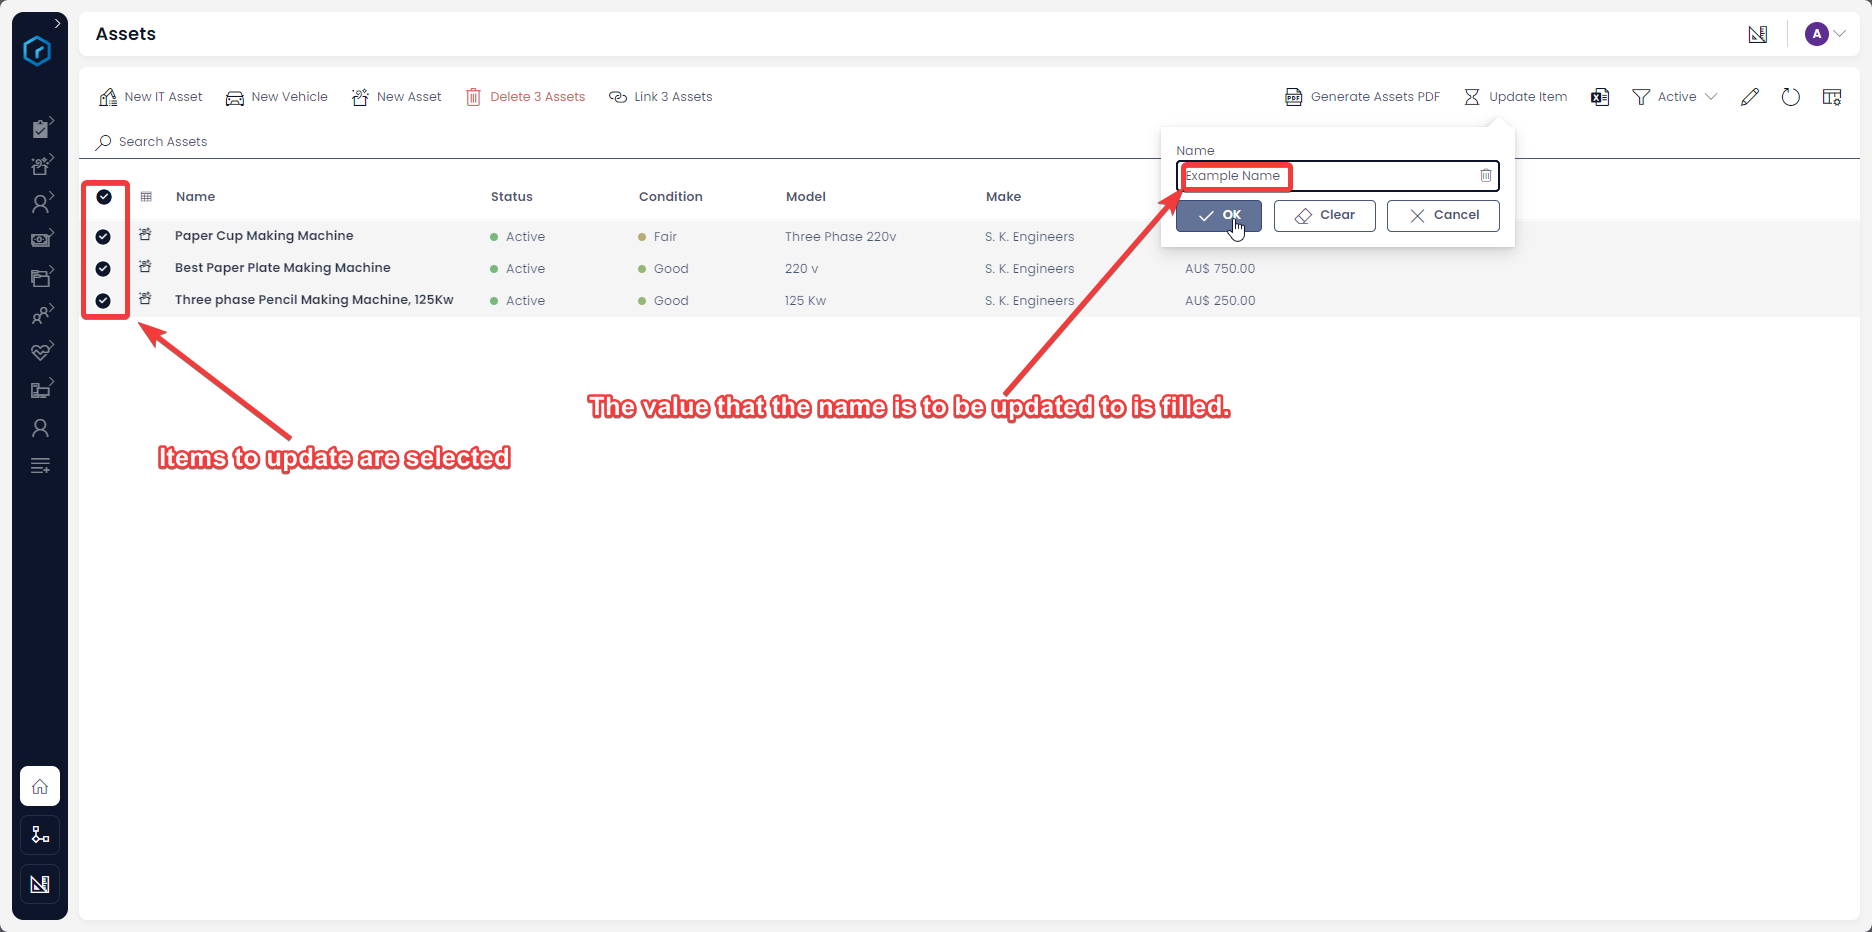 Assets
A
New IT Asset New Vehicle New Asset Delete 3 Assets Link 3 Assets Generate Assets PDF Update Item Active
Search Assets
Name
Example Name
OK Clear Cancel
Name Status Condition Model Make
Paper Cup Making Machine Active Fair Three Phase 220v S. K. Engineers
Best Paper Plate Making Machine Active Good 220 v S. K. Engineers AU$ 750.00
Three phase Pencil Making Machine, 125Kw Active Good 125 Kw S. K. Engineers AU$ 250.00
The value that the name is to be updated to is filled.
Items to update are selected